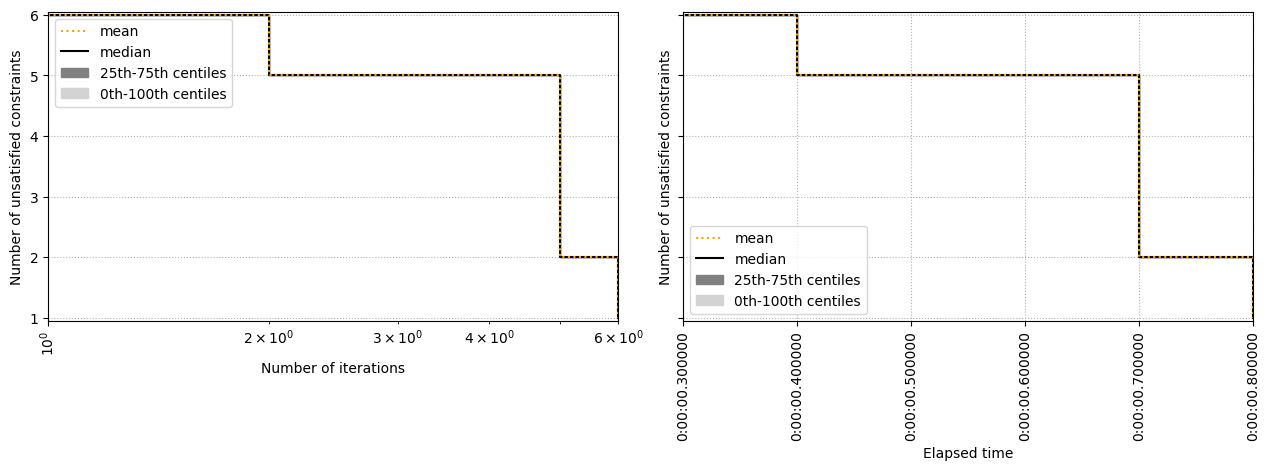 6
5
4
3
2
1
Number of unsatisfied constraints
mean
median
25th-75th centiles
0th-100th centiles
10⁰
2 × 10⁰
3 × 10⁰
4 × 10⁰
6 × 10⁰
Number of iterations
Number of unsatisfied constraints
mean
median
25th-75th centiles
0th-100th centiles
0:00:00.300000
0:00:00.400000
0:00:00.500000
0:00:00.600000
0:00:00.700000
0:00:00.800000
Elapsed time